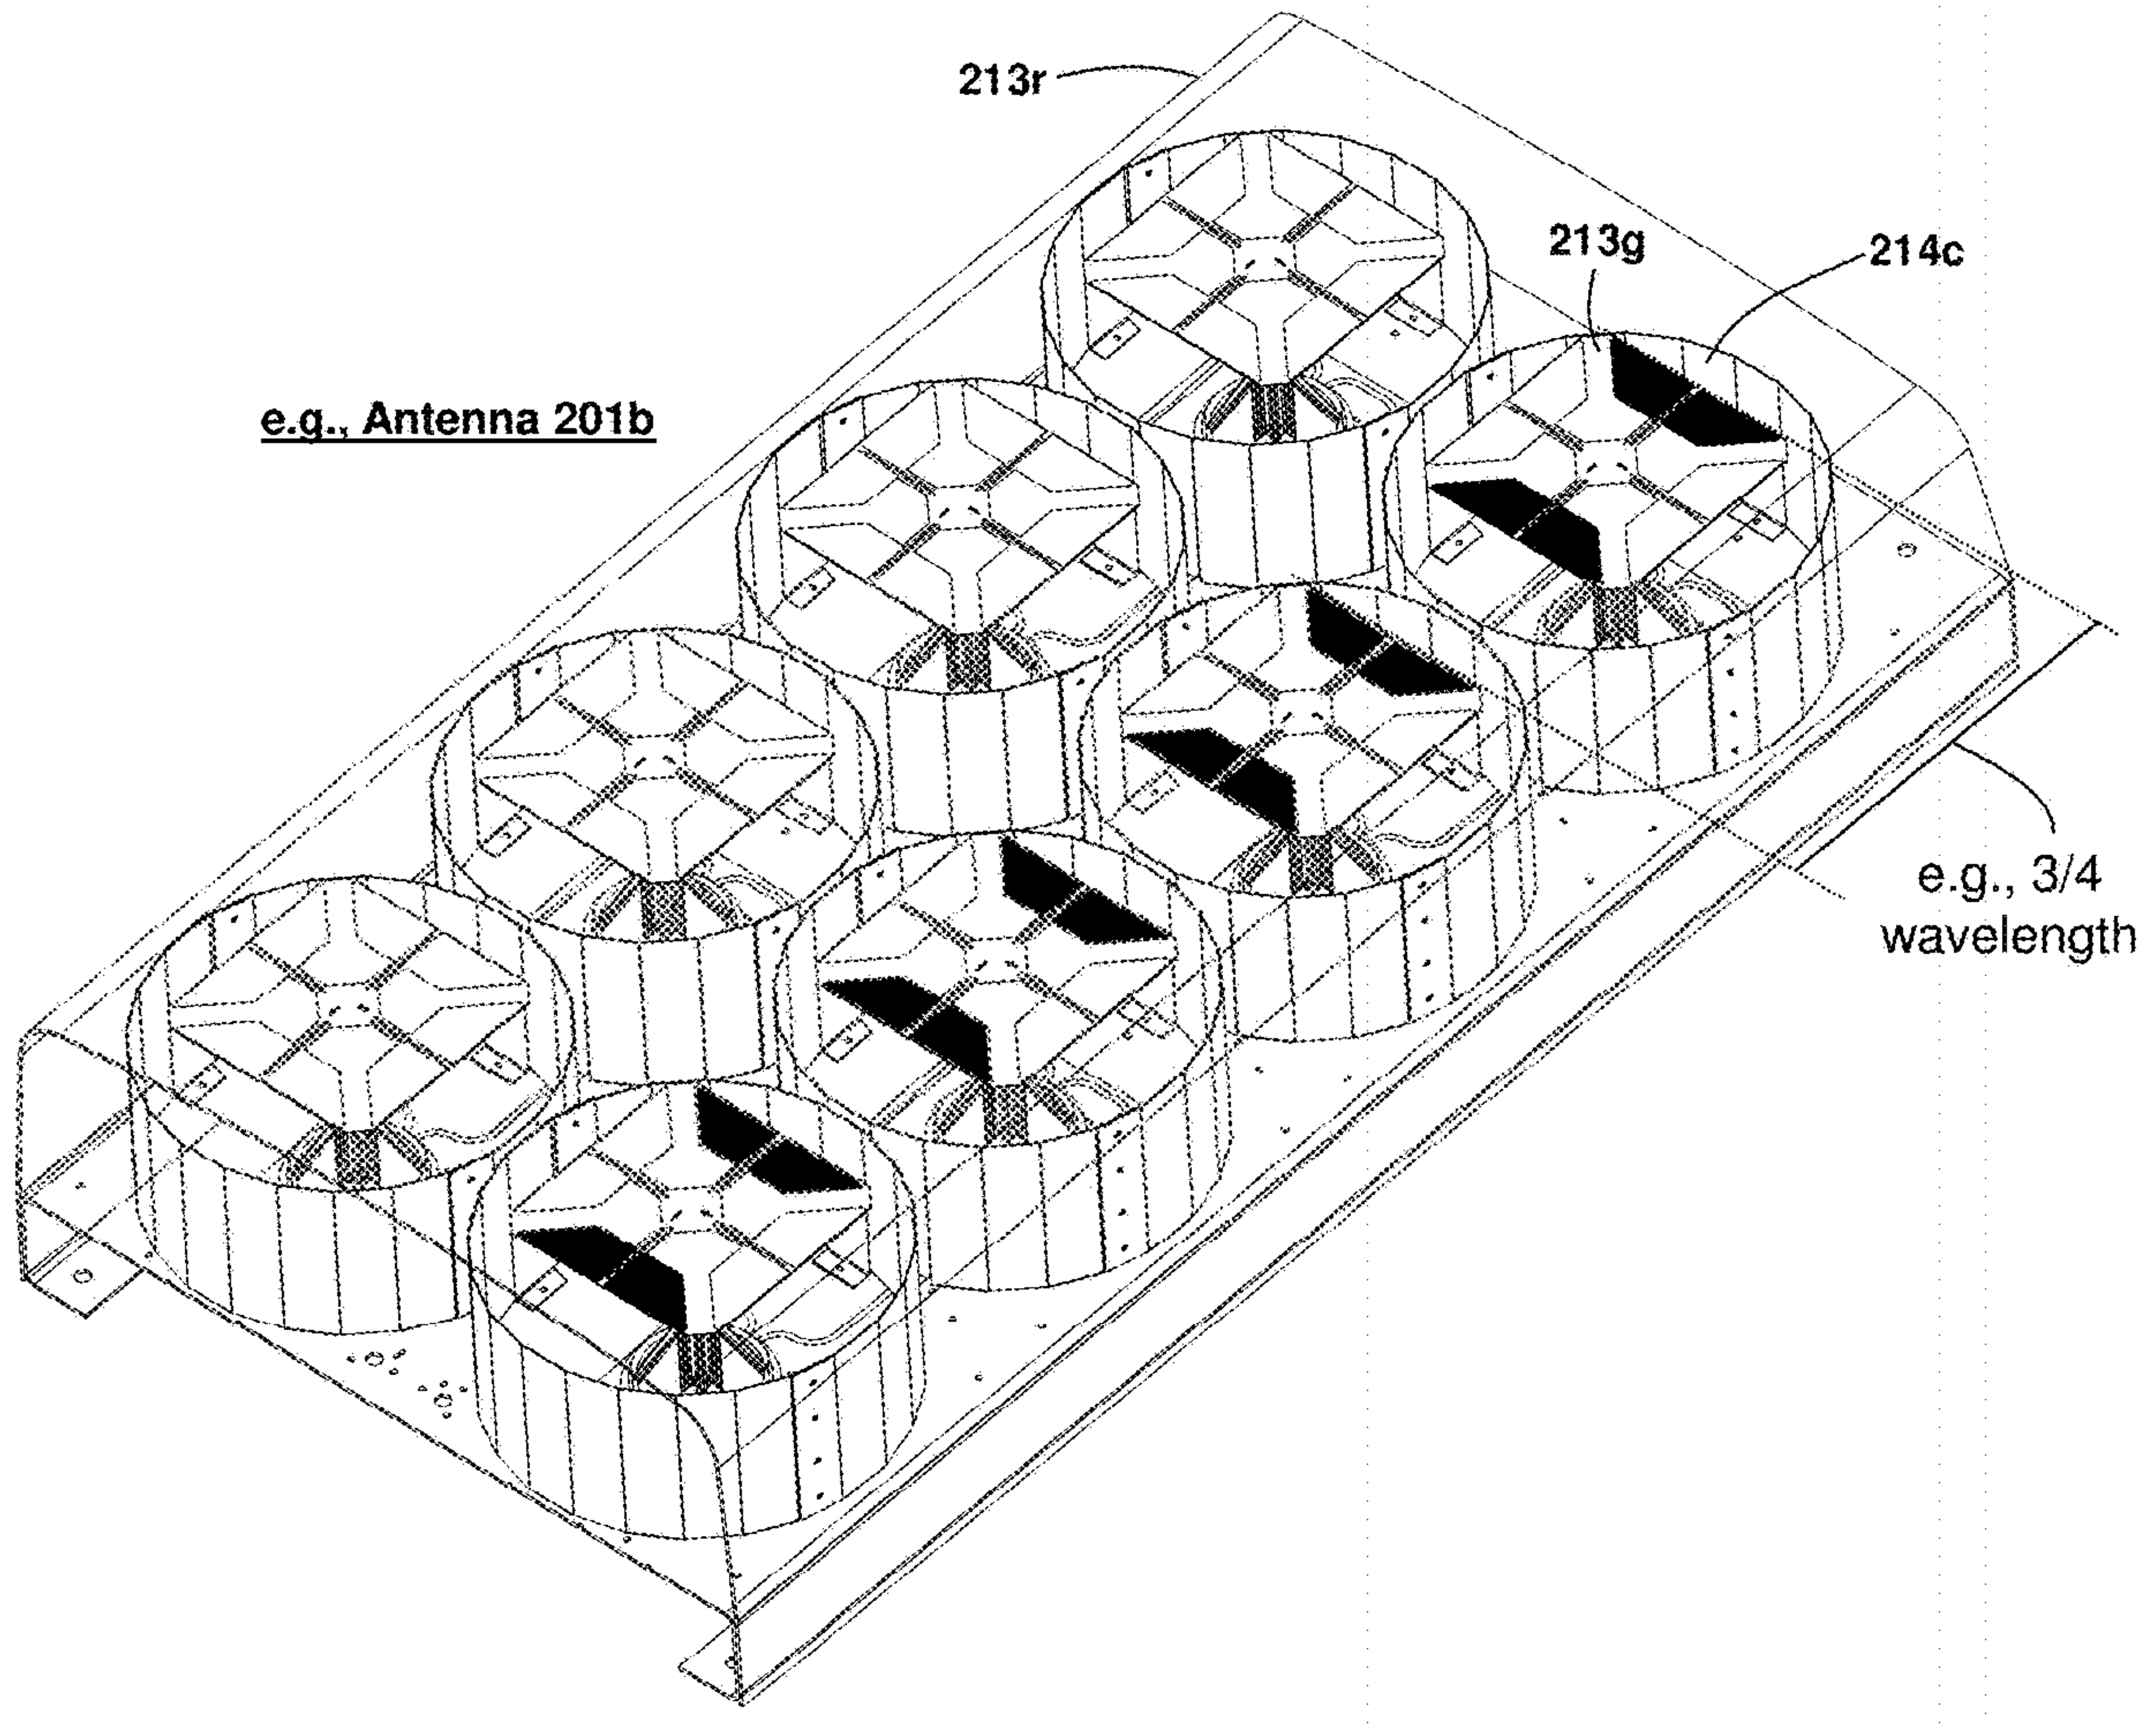 213r
213g
214c
e.g., Antenna 201b
e.g., 3/4
wavelength